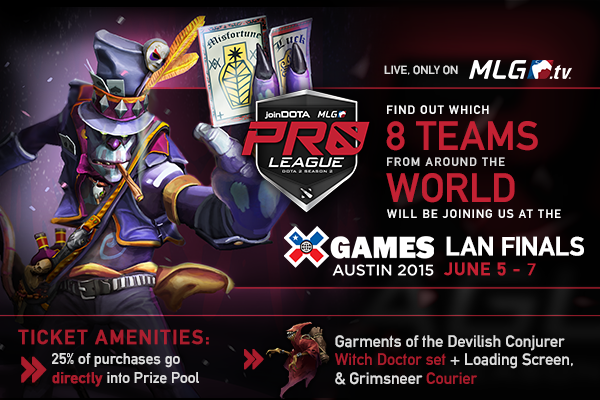 Misfortune
Luck
LIVE, ONLY ON MLG.tv
joinDOTA MLG
PRO
LEAGUE
DOTA 2 SEASON 2
FIND OUT WHICH
8 TEAMS
FROM AROUND THE
WORLD
WILL BE JOINING US AT THE
X GAMES LAN FINALS
AUSTIN 2015 JUNE 5 - 7
TICKET AMENITIES:
25% of purchases go
directly into Prize Pool
Garments of the Devilish Conjurer
Witch Doctor set + Loading Screen,
& Grimsneer Courier